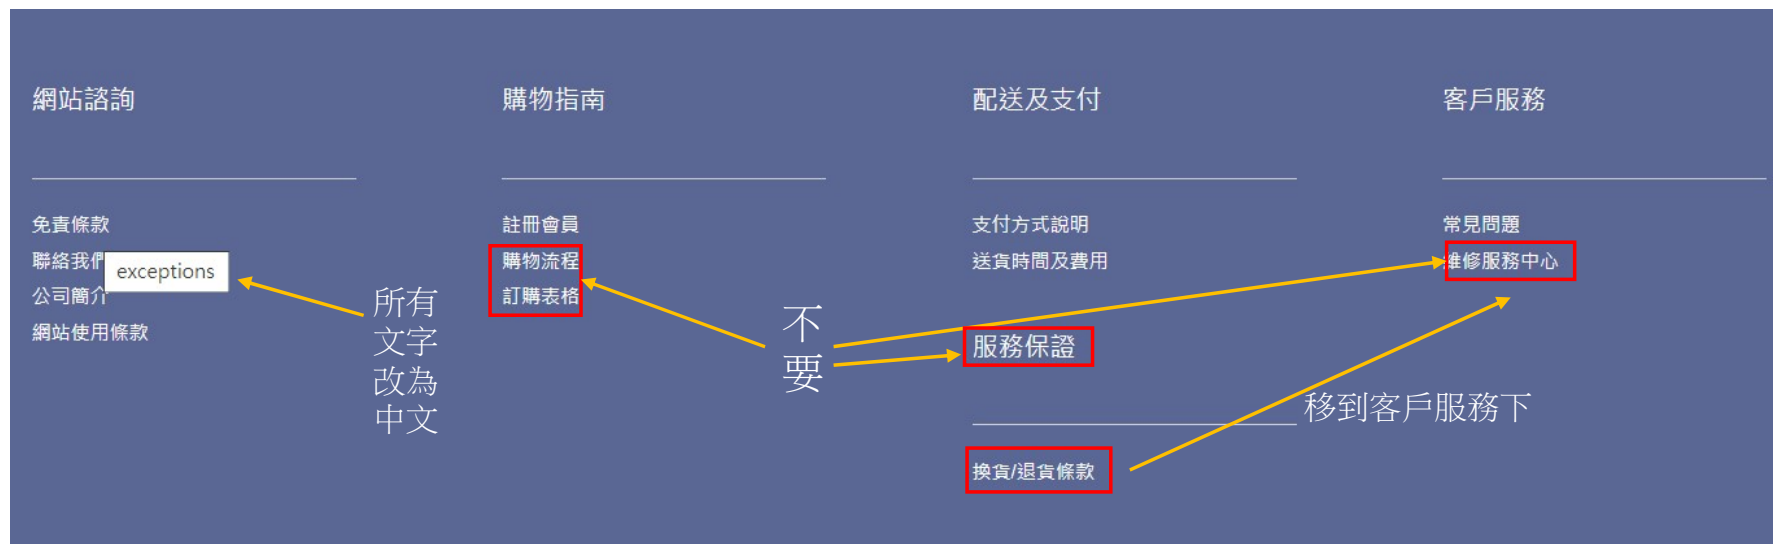 網站諮詢
免責條款
聯絡我們
exceptions
公司簡介
網站使用條款
所有
文字
改為
中文
購物指南
註冊會員
購物流程
訂購表格
不
要
配送及支付
支付方式說明
送貨時間及費用
服務保證
換貨/退貨條款
客戶服務
常見問題
維修服務中心
移到客戶服務下